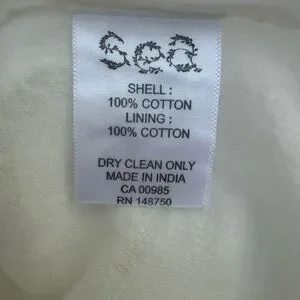 Sea
SHELL :
100% COTTON
LINING :
100% COTTON
DRY CLEAN ONLY
MADE IN INDIA
CA 00985
RN 148750